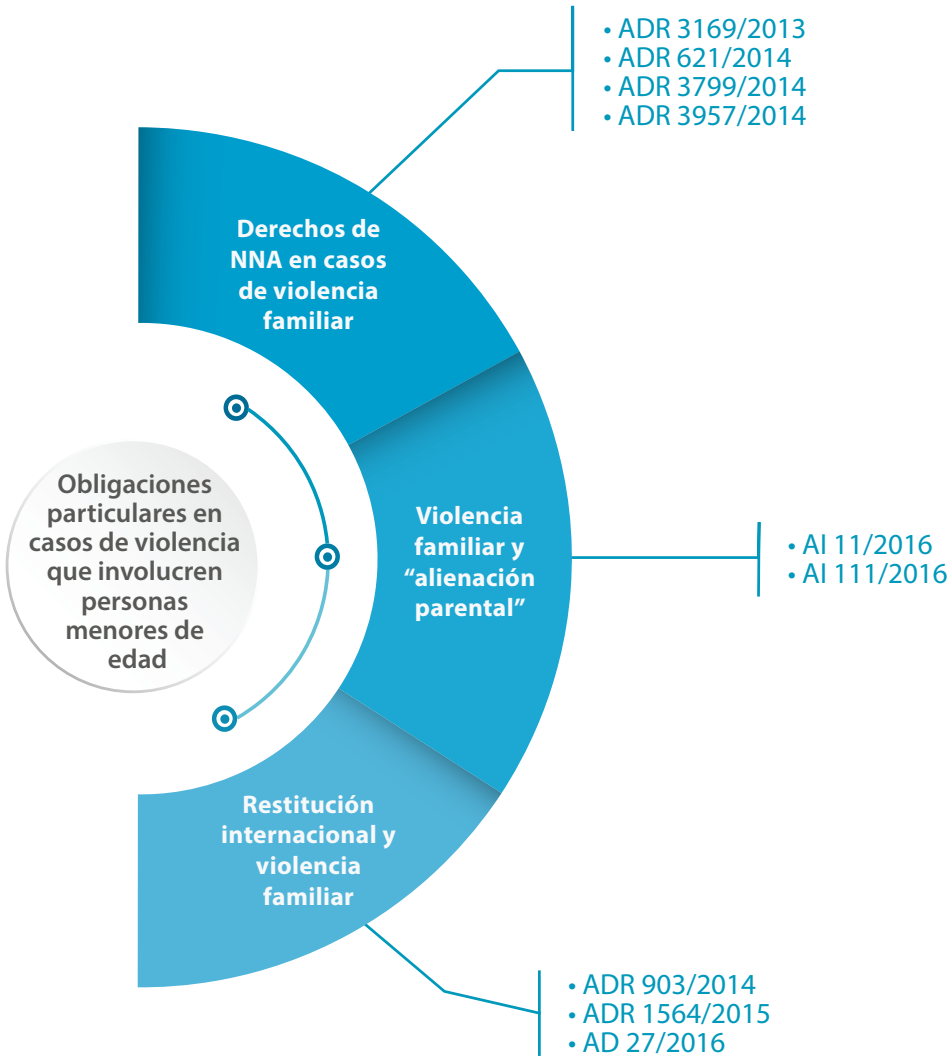 • ADR 3169/2013
• ADR 621/2014
• ADR 3799/2014
• ADR 3957/2014
Derechos de
NNA en casos
de violencia
familiar
Obligaciones
particulares en
casos de violencia
que involucren
personas
menores de
edad
Violencia
familiar y
“alienación
parental”
• AI 11/2016
• AI 111/2016
Restitución
internacional y
violencia
familiar
• ADR 903/2014
• ADR 1564/2015
• AD 27/2016